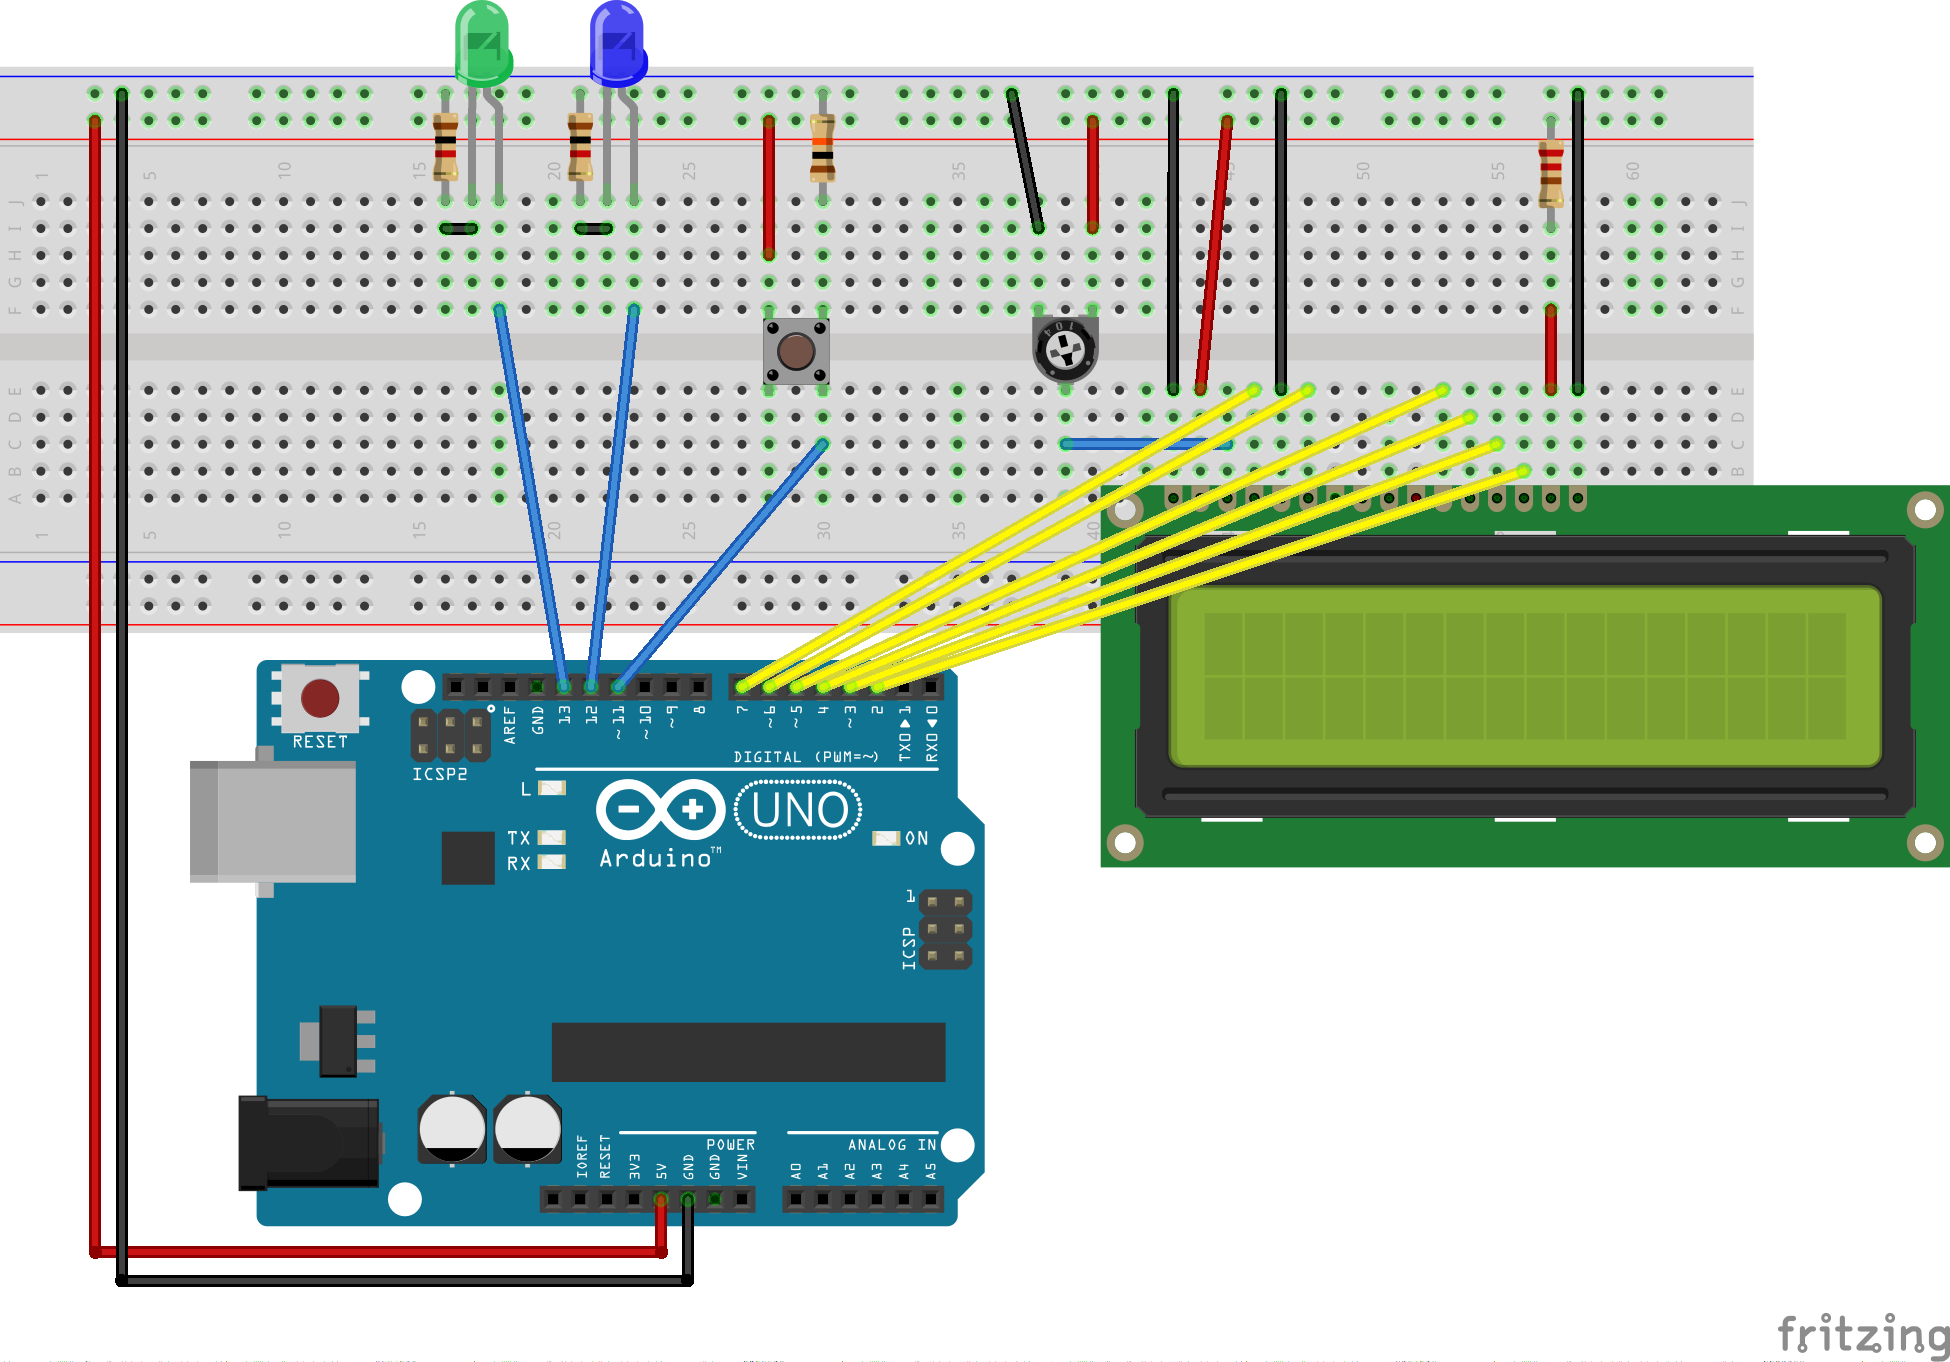 1 5 10 15 20 25 30 35 45 50 55 60
J J
I I
H H
G G
F F
104
E E
D D
C C
B B
A
1 5 10 15 20 25 30 35 40
RESET
AREF GND 13 12 ~11 ~10 ~9 8 7 ~6 ~5 4 ~3 2 TX0▶1 RX0◀0
ICSP2
DIGITAL (PWM=~)
L
TX
RX
UNO
ON
Arduino™
1
ICSP
POWER
ANALOG IN
IOREF RESET 3V3 5V GND GND VIN A0 A1 A2 A3 A4 A5
fritzing